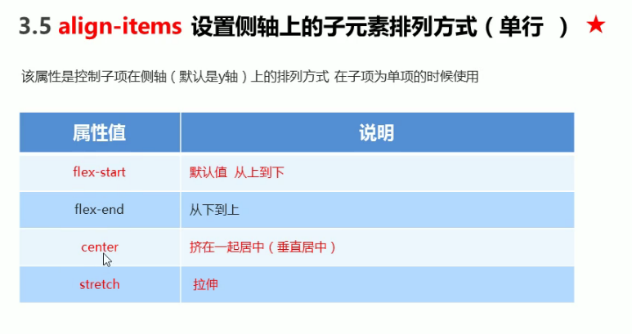 3.5 align-items 设置侧轴上的子元素排列方式（单行 ）
该属性是控制子项在侧轴（默认是y轴）上的排列方式 在子项为单项的时候使用
属性值 说明
flex-start 默认值 从上到下
flex-end 从下到上
center 挤在一起居中（垂直居中）
stretch 拉伸